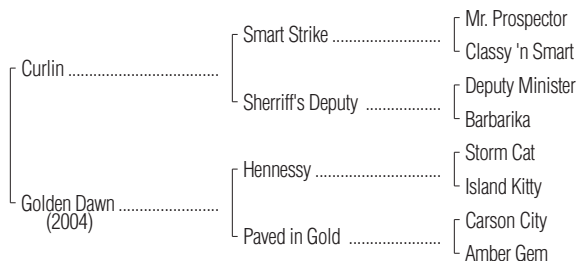 Mr. Prospector
Smart Strike ........................
Classy 'n Smart
Curlin .................................
Deputy Minister
Sherriff's Deputy ................
Barbarika
Storm Cat
Hennessy ............................
Island Kitty
Golden Dawn ......................
(2004)
Carson City
Paved in Gold .....................
Amber Gem